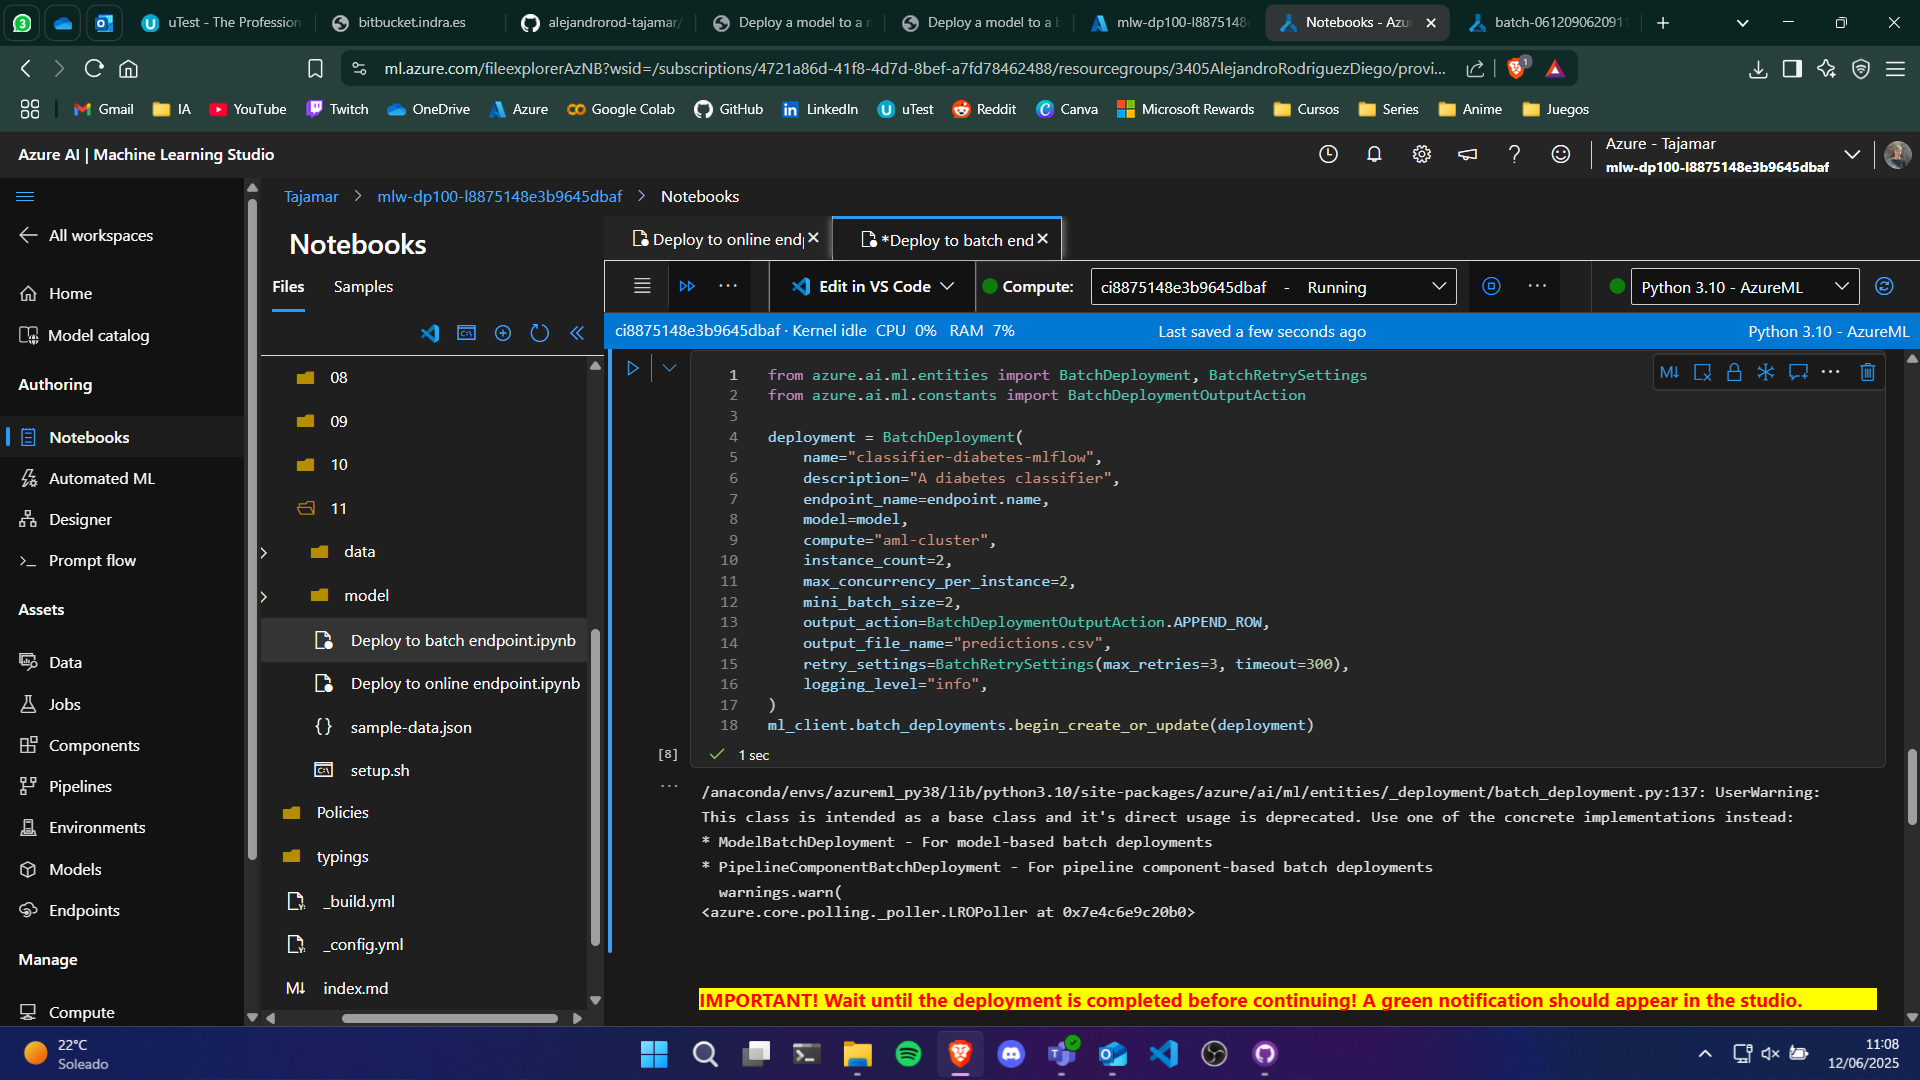 3
uTest - The Profession
bitbucket.indra.es
alejandrorod-tajamar/
Deploy a model to a m
Deploy a model to a b
mlw-dp100-l8875148
Notebooks - Azu
batch-061209062091
ml.azure.com/fileexplorerAzNB?wsid=/subscriptions/4721a86d-41f8-4d7d-8bef-a7fd78462488/resourcegroups/3405AlejandroRodriguezDiego/provi...
1
Gmail
IA
YouTube
Twitch
OneDrive
Azure
Google Colab
GitHub
LinkedIn
uTest
Reddit
Canva
Microsoft Rewards
Cursos
Series
Anime
Juegos
Azure AI | Machine Learning Studio
Azure - Tajamar
mlw-dp100-l8875148e3b9645dbaf
All workspaces
Home
Model catalog
Authoring
Notebooks
Automated ML
Designer
Prompt flow
Assets
Data
Jobs
Components
Pipelines
Environments
Models
Endpoints
Manage
Compute
Tajamar > mlw-dp100-l8875148e3b9645dbaf > Notebooks
Notebooks
Files
Samples
08
09
10
11
data
model
Deploy to batch endpoint.ipynb
Deploy to online endpoint.ipynb
{} sample-data.json
setup.sh
Policies
typings
_build.yml
_config.yml
M↓ index.md
Deploy to online endp
*Deploy to batch end
Edit in VS Code
Compute:
ci8875148e3b9645dbaf - Running
Python 3.10 - AzureML
ci8875148e3b9645dbaf · Kernel idle CPU 0% RAM 7%
Last saved a few seconds ago
Python 3.10 - AzureML
M↓
1 from azure.ai.ml.entities import BatchDeployment, BatchRetrySettings
2 from azure.ai.ml.constants import BatchDeploymentOutputAction
3
4 deployment = BatchDeployment(
5 name="classifier-diabetes-mlflow",
6 description="A diabetes classifier",
7 endpoint_name=endpoint.name,
8 model=model,
9 compute="aml-cluster",
10 instance_count=2,
11 max_concurrency_per_instance=2,
12 mini_batch_size=2,
13 output_action=BatchDeploymentOutputAction.APPEND_ROW,
14 output_file_name="predictions.csv",
15 retry_settings=BatchRetrySettings(max_retries=3, timeout=300),
16 logging_level="info",
17 )
18 ml_client.batch_deployments.begin_create_or_update(deployment)
[8]
1 sec
/anaconda/envs/azureml_py38/lib/python3.10/site-packages/azure/ai/ml/entities/_deployment/batch_deployment.py:137: UserWarning:
This class is intended as a base class and it's direct usage is deprecated. Use one of the concrete implementations instead:
* ModelBatchDeployment - For model-based batch deployments
* PipelineComponentBatchDeployment - For pipeline component-based batch deployments
warnings.warn(
<azure.core.polling._poller.LROPoller at 0x7e4c6e9c20b0>
IMPORTANT! Wait until the deployment is completed before continuing! A green notification should appear in the studio.
22°C
Soleado
11:08
12/06/2025